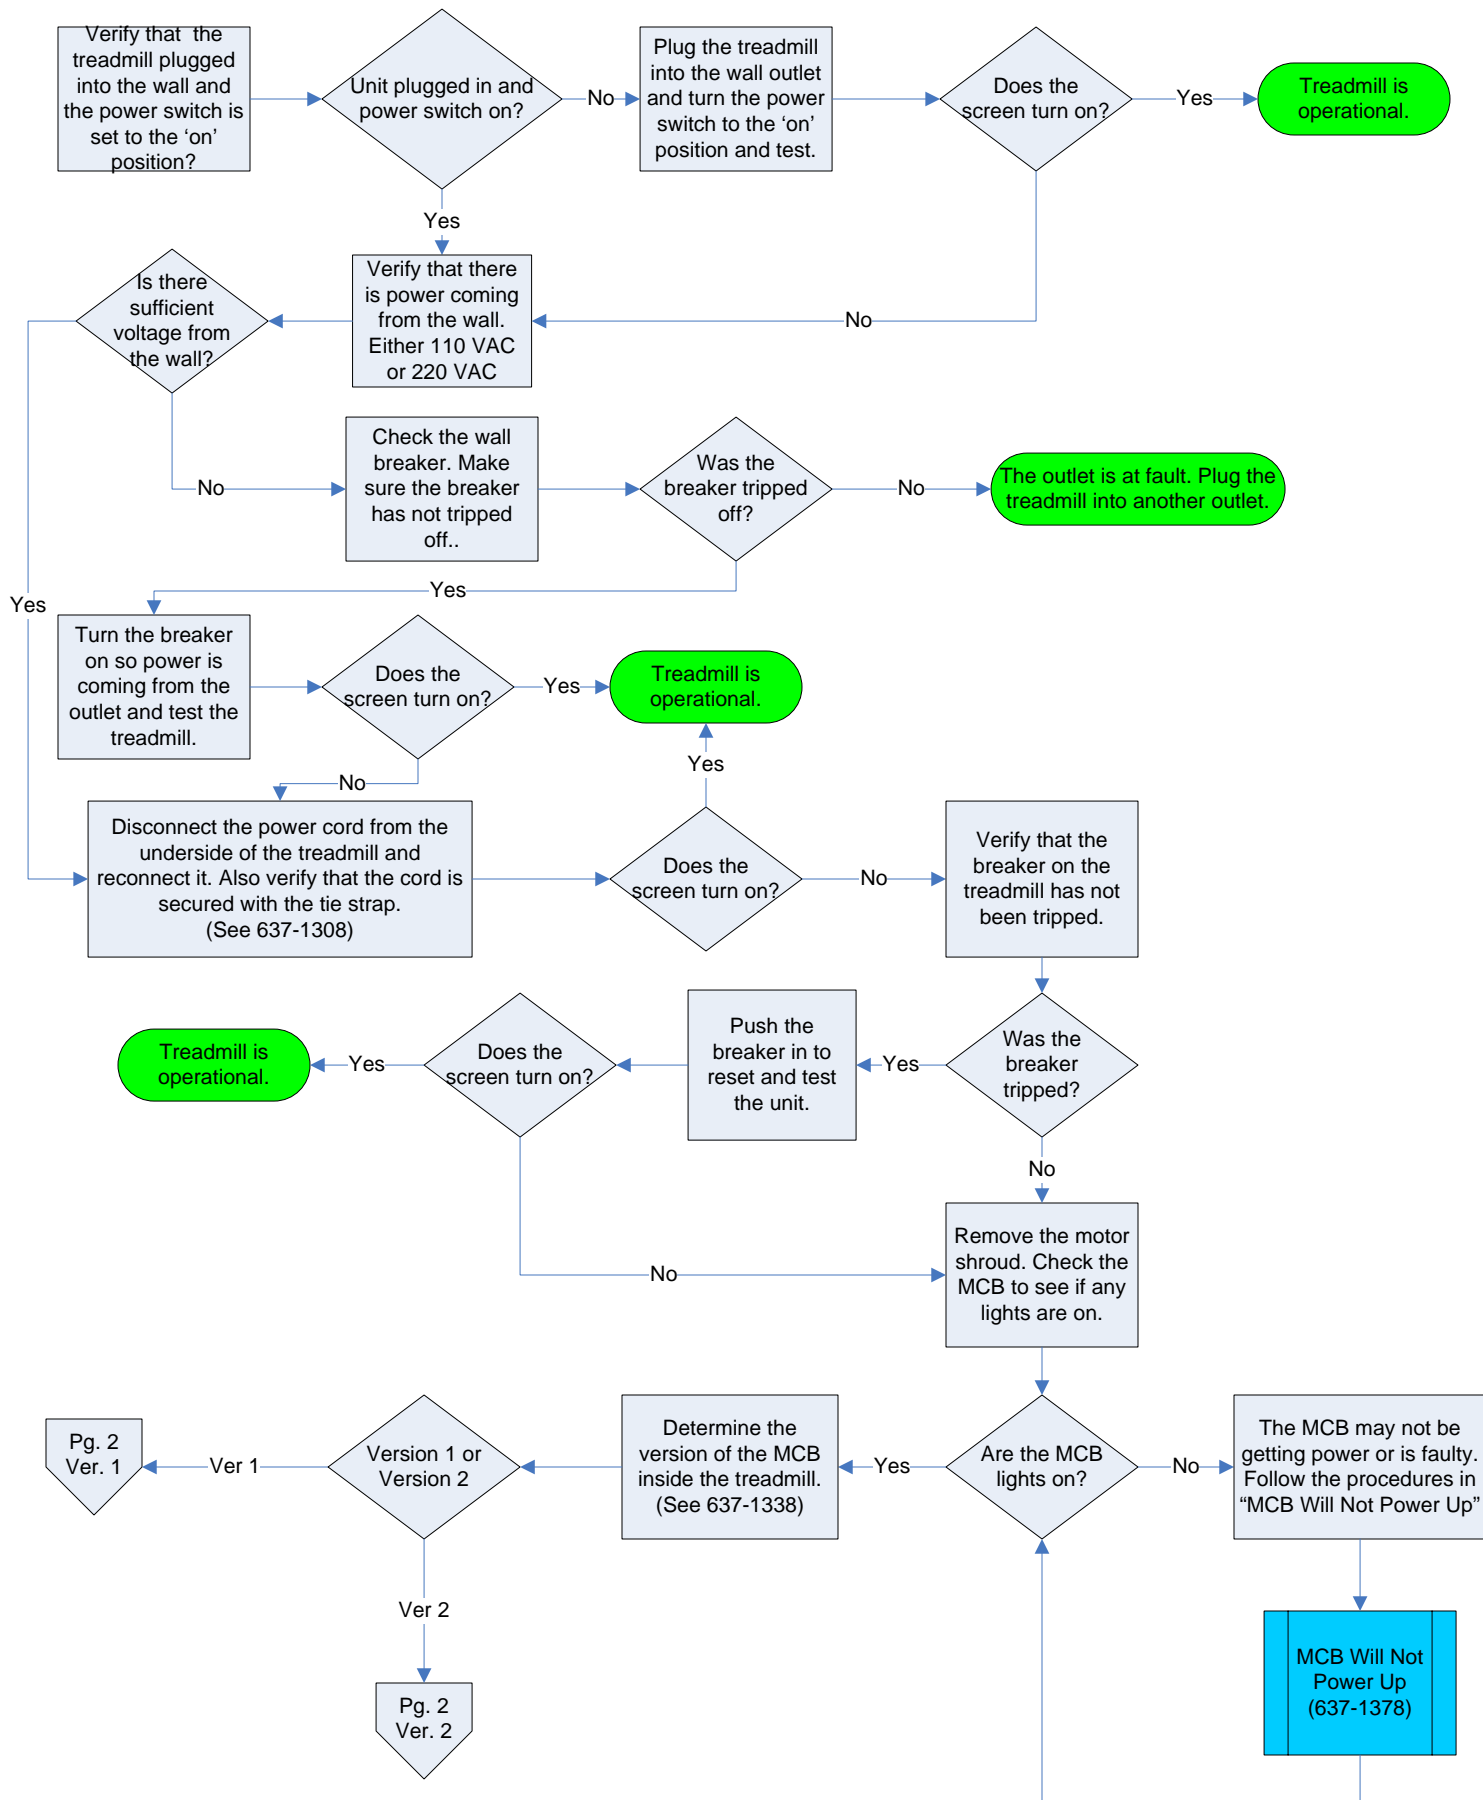 Verify that the
treadmill plugged
into the wall and
the power switch is
set to the ‘on’
position?
Unit plugged in and
power switch on?
No
Plug the treadmill
into the wall outlet
and turn the power
switch to the ‘on’
position and test.
Does the
screen turn on?
Yes
Treadmill is
operational.
Yes
Is there
sufficient
voltage from
the wall?
Verify that there
is power coming
from the wall.
Either 110 VAC
or 220 VAC
No
No
Check the wall
breaker. Make
sure the breaker
has not tripped
off..
Was the
breaker tripped
off?
No
The outlet is at fault. Plug the
treadmill into another outlet.
Yes
Yes
Turn the breaker
on so power is
coming from the
outlet and test the
treadmill.
Does the
screen turn on?
Yes
Treadmill is
operational.
No
Yes
Disconnect the power cord from the
underside of the treadmill and
reconnect it. Also verify that the cord is
secured with the tie strap.
(See 637-1308)
Does the
screen turn on?
No
Verify that the
breaker on the
treadmill has not
been tripped.
Treadmill is
operational.
Yes
Does the
screen turn on?
Push the
breaker in to
reset and test
the unit.
Yes
Was the
breaker
tripped?
No
No
Remove the motor
shroud. Check the
MCB to see if any
lights are on.
Pg. 2
Ver. 1
Ver 1
Version 1 or
Version 2
Determine the
version of the MCB
inside the treadmill.
(See 637-1338)
Yes
Are the MCB
lights on?
No
The MCB may not be
getting power or is faulty.
Follow the procedures in
“MCB Will Not Power Up”
Ver 2
Pg. 2
Ver. 2
MCB Will Not
Power Up
(637-1378)